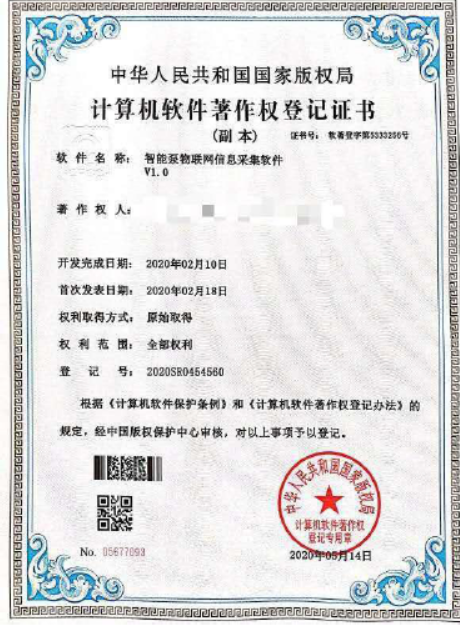 中华人民共和国国家版权局
计算机软件著作权登记证书
(副本)
证书号： 软著登字第5333256号
软件名称： 智能泵物联网信息采集软件
V1.0
著作权人：
开发完成日期： 2020年02月10日
首次发表日期： 2020年02月18日
权利取得方式： 原始取得
权利范围： 全部权利
登记号： 2020SR0454560
根据《计算机软件保护条例》和《计算机软件著作权登记办法》的
规定，经中国版权保护中心审核，对以上事项予以登记。
中华人民共和国国家版权局
计算机软件著作权
登记专用章
No. 05677093
2020年05月14日